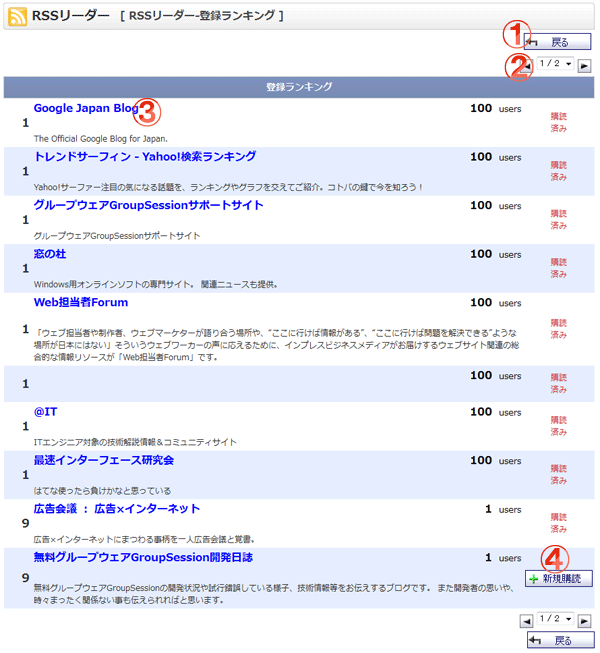 RSSリーダー [ RSSリーダー-登録ランキング ]
① 戻る
② 1 / 2
登録ランキング
Google Japan Blog ③ 100 users
1 購読済み
The Official Google Blog for Japan.
トレンドサーフィン - Yahoo!検索ランキング 100 users
1 購読済み
Yahoo!サーファー注目の気になる話題を、ランキングやグラフを交えてご紹介。コトバの鍵で今を知ろう！
グループウェアGroupSessionサポートサイト 100 users
1 購読済み
グループウェアGroupSessionサポートサイト
窓の杜 100 users
1 購読済み
Windows用オンラインソフトの専門サイト。 関連ニュースも提供。
Web担当者Forum 100 users
1 購読済み
「ウェブ担当者や制作者、ウェブマーケターが語り合う場所や、“ここに行けば情報がある”、“ここに行けば問題を解決できる”ような
場所が日本にはない」そういうウェブワーカーの声に応えるために、インプレスビジネスメディアがお届けするウェブサイト関連の総
合的な情報リソースが「Web担当者Forum」です。
100 users
1 購読済み
@IT 100 users
1 購読済み
ITエンジニア対象の技術解説情報＆コミュニティサイト
最速インターフェース研究会 100 users
1 購読済み
はてな使ったら負けかなと思っている
広告会議 ： 広告×インターネット 1 users
9 購読済み
広告×インターネットにまつわる事柄を一人広告会議と覚書。
無料グループウェアGroupSession開発日誌 1 users ④
9 新規購読
無料グループウェアGroupSessionの開発状況や試行錯誤している様子、技術情報等をお伝えするブログです。 また開発者の思いや、
時々まったく関係ない事も伝えられればと思います。
1 / 2
戻る